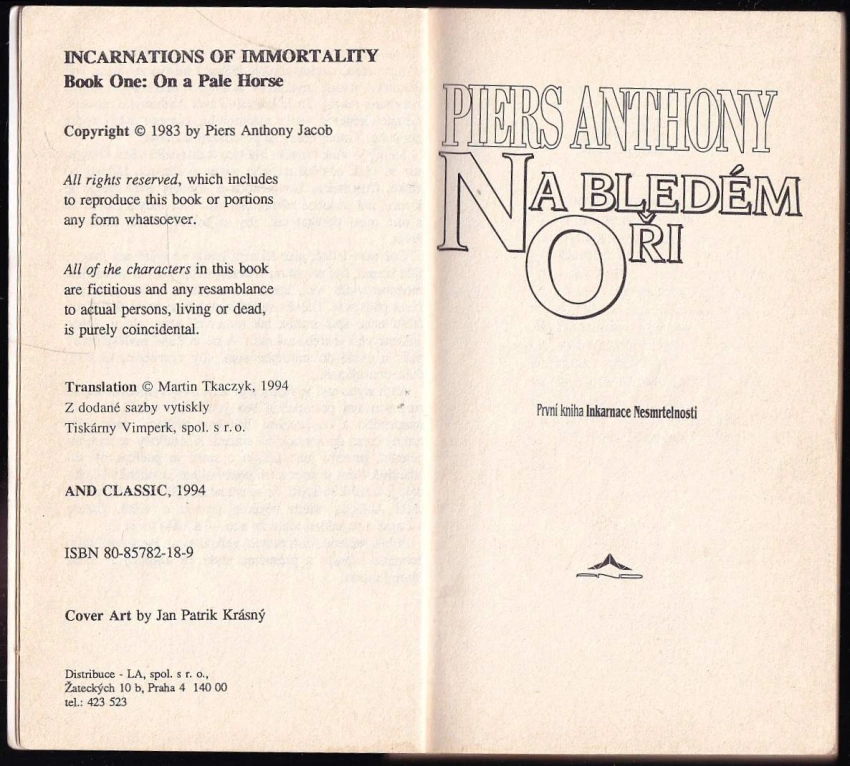 INCARNATIONS OF IMMORTALITY
Book One: On a Pale Horse
Copyright © 1983 by Piers Anthony Jacob
All rights reserved, which includes
to reproduce this book or portions
any form whatsoever.
All of the characters in this book
are fictitious and any resamblance
to actual persons, living or dead,
is purely coincidental.
Translation © Martin Tkaczyk, 1994
Z dodané sazby vytiskly
Tiskárny Vimperk, spol. s r. o.
AND CLASSIC, 1994
ISBN 80-85782-18-9
Cover Art by Jan Patrik Krásný
Distribuce - LA, spol. s r. o.,
Žateckých 10 b, Praha 4 140 00
tel.: 423 523
PIERS ANTHONY
NA BLEDÉM
OŘI
První kniha Inkarnace Nesmrtelnosti